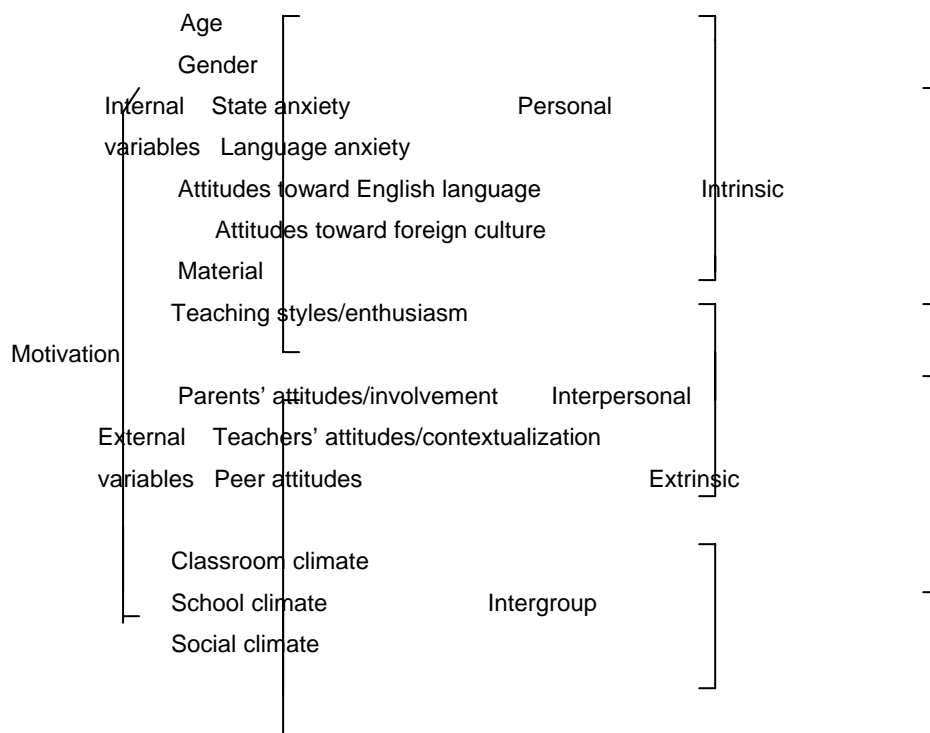 Age
Gender
Internal State anxiety Personal
variables Language anxiety
Attitudes toward English language Intrinsic
Attitudes toward foreign culture
Material
Teaching styles/enthusiasm
Motivation
Parents’ attitudes/involvement Interpersonal
External Teachers’ attitudes/contextualization
variables Peer attitudes Extrinsic
Classroom climate
School climate Intergroup
Social climate